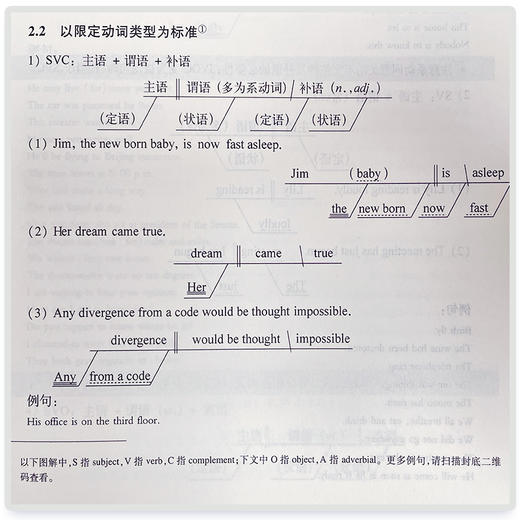 2.2 以限定动词类型为标准①
1) SVC: 主语 + 谓语 + 补语
主语 谓语 (多为系动词) 补语 (n., adj.)
(定语) (状语) (定语) (状语)
(1) Jim, the new born baby, is now fast asleep.
Jim (baby) is asleep
the new born now fast
(2) Her dream came true.
dream came true
Her
(3) Any divergence from a code would be thought impossible.
divergence would be thought impossible
Any from a code
例句:
His office is on the third floor.
以下图解中, S 指 subject, V 指 verb, C 指 complement; 下文中 O 指 object, A 指 adverbial。更多例句, 请扫描封底二维
码查看。